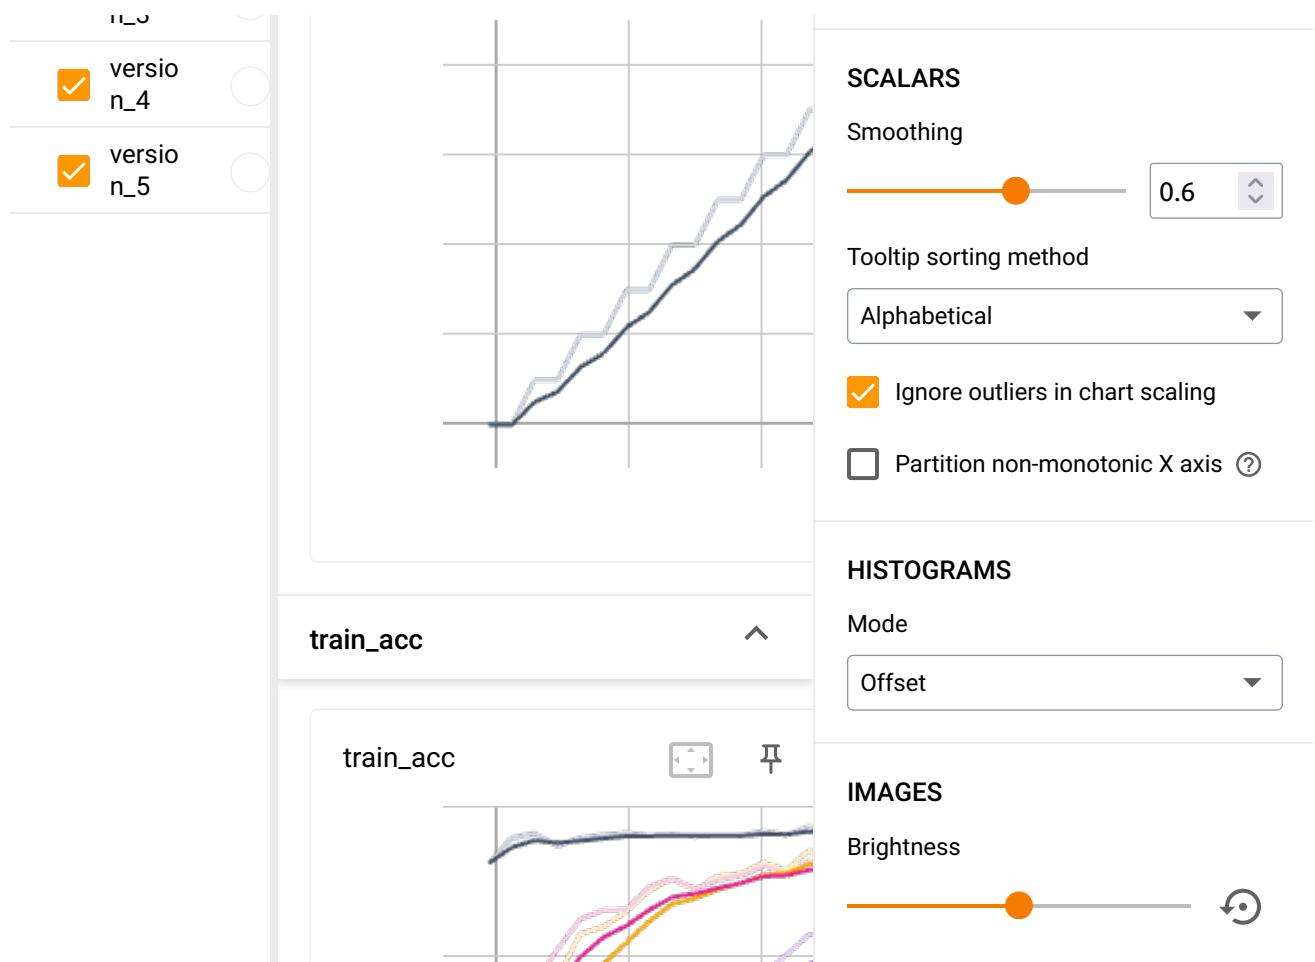 n_3
versio
n_4
versio
n_5
train_acc
train_acc
SCALARS
Smoothing
0.6
Tooltip sorting method
Alphabetical
Ignore outliers in chart scaling
Partition non-monotonic X axis
HISTOGRAMS
Mode
Offset
IMAGES
Brightness